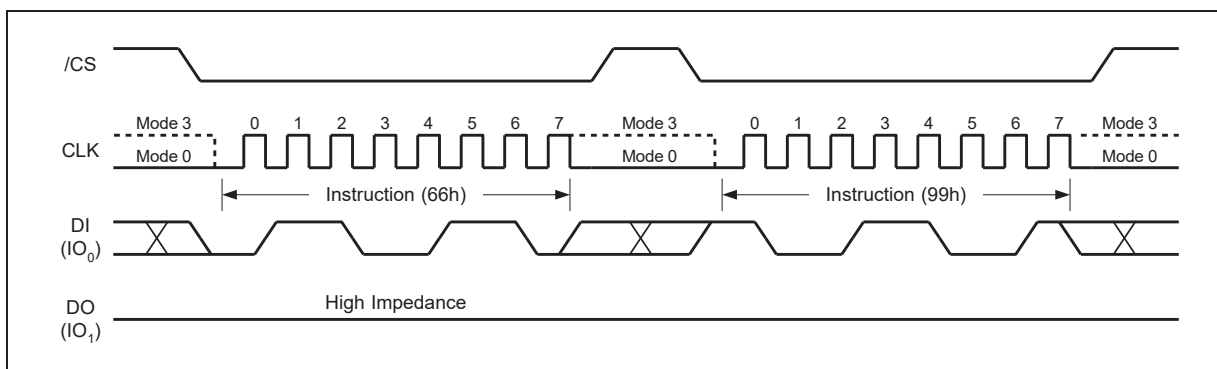 /CS
Mode 3 0 1 2 3 4 5 6 7 Mode 3 0 1 2 3 4 5 6 7 Mode 3
CLK
Mode 0 Mode 0 Mode 0
Instruction (66h) Instruction (99h)
DI
(IO0)
High Impedance
DO
(IO1)